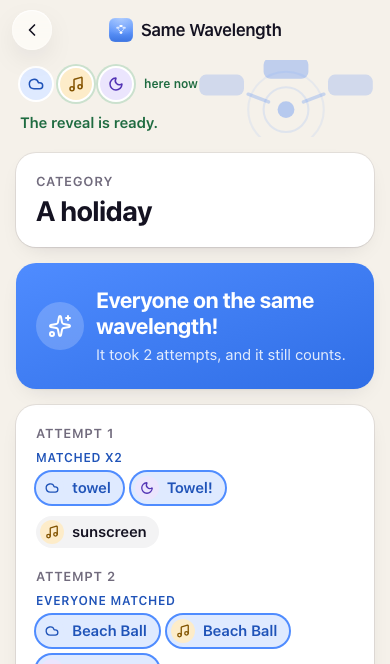 Same Wavelength
here now
The reveal is ready.
CATEGORY
A holiday
Everyone on the same
wavelength!
It took 2 attempts, and it still counts.
ATTEMPT 1
MATCHED X2
towel Towel!
sunscreen
ATTEMPT 2
EVERYONE MATCHED
Beach Ball Beach Ball